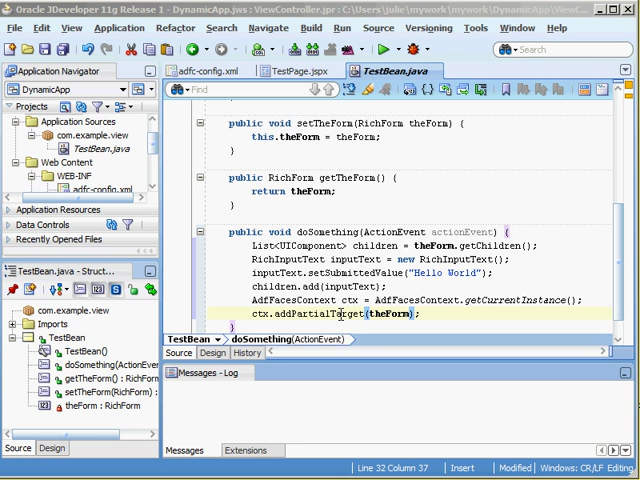 Oracle JDeveloper 11g Release 1 - DynamicApp.jws : ViewController.jpr : C:\Users\julie\mywork\mywork\DynamicApp\ViewC...
File Edit View Application Refactor Search Navigate Build Run Versioning Tools Window Help
Search
Application Navigator
adfc-config.xml
TestPage.jspx
TestBean.java
DynamicApp
Find
Projects
Application Sources
com.example.view
TestBean.java
Web Content
WEB-INF
adfc-config.xml
Application Resources
Data Controls
Recently Opened Files
public void setTheForm(RichForm theForm) {
this.theForm = theForm;
}
public RichForm getTheForm() {
return theForm;
}
public void doSomething(ActionEvent actionEvent) {
List<UIComponent> children = theForm.getChildren();
RichInputText inputText = new RichInputText();
inputText.setSubmittedValue("Hello World");
children.add(inputText);
AdfFacesContext ctx = AdfFacesContext.getCurrentInstance();
ctx.addPartialTarget(theForm);
}
TestBean
doSomething(ActionEvent)
Source Design History
TestBean.java - Struct...
com.example.view
Imports
TestBean
TestBean()
doSomething(ActionEve
getTheForm() : RichForm
setTheForm(RichForm) :
theForm : RichForm
Source Design
Messages - Log
Messages Extensions
Line 32 Column 37 Insert Modified Windows: CR/LF Editing